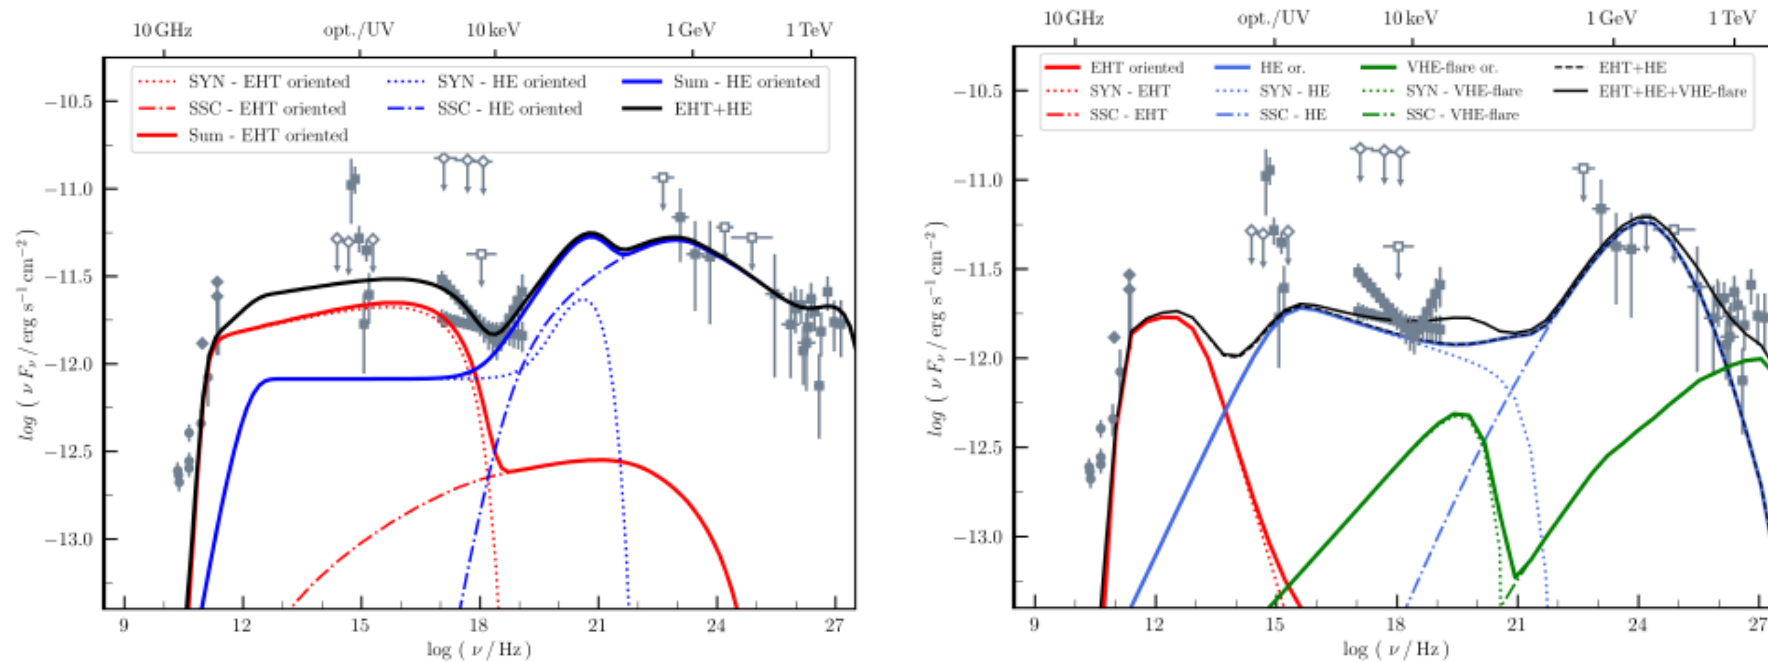 10 GHz opt./UV 10 keV 1 GeV 1 TeV
SYN - EHT oriented SYN - HE oriented Sum - HE oriented
SSC - EHT oriented SSC - HE oriented EHT+HE
Sum - EHT oriented
−10.5
−11.0
−11.5
−12.0
−12.5
−13.0
log ( ν Fν / erg s⁻¹ cm⁻² )
9 12 15 18 21 24 27
log ( ν / Hz )
10 GHz opt./UV 10 keV 1 GeV 1 TeV
EHT oriented HE or. VHE-flare or. EHT+HE
SYN - EHT SYN - HE SYN - VHE-flare EHT+HE+VHE-flare
SSC - EHT SSC - HE SSC - VHE-flare
−10.5
−11.0
−11.5
−12.0
−12.5
−13.0
log ( ν Fν / erg s⁻¹ cm⁻² )
9 12 15 18 21 24 27
log ( ν / Hz )